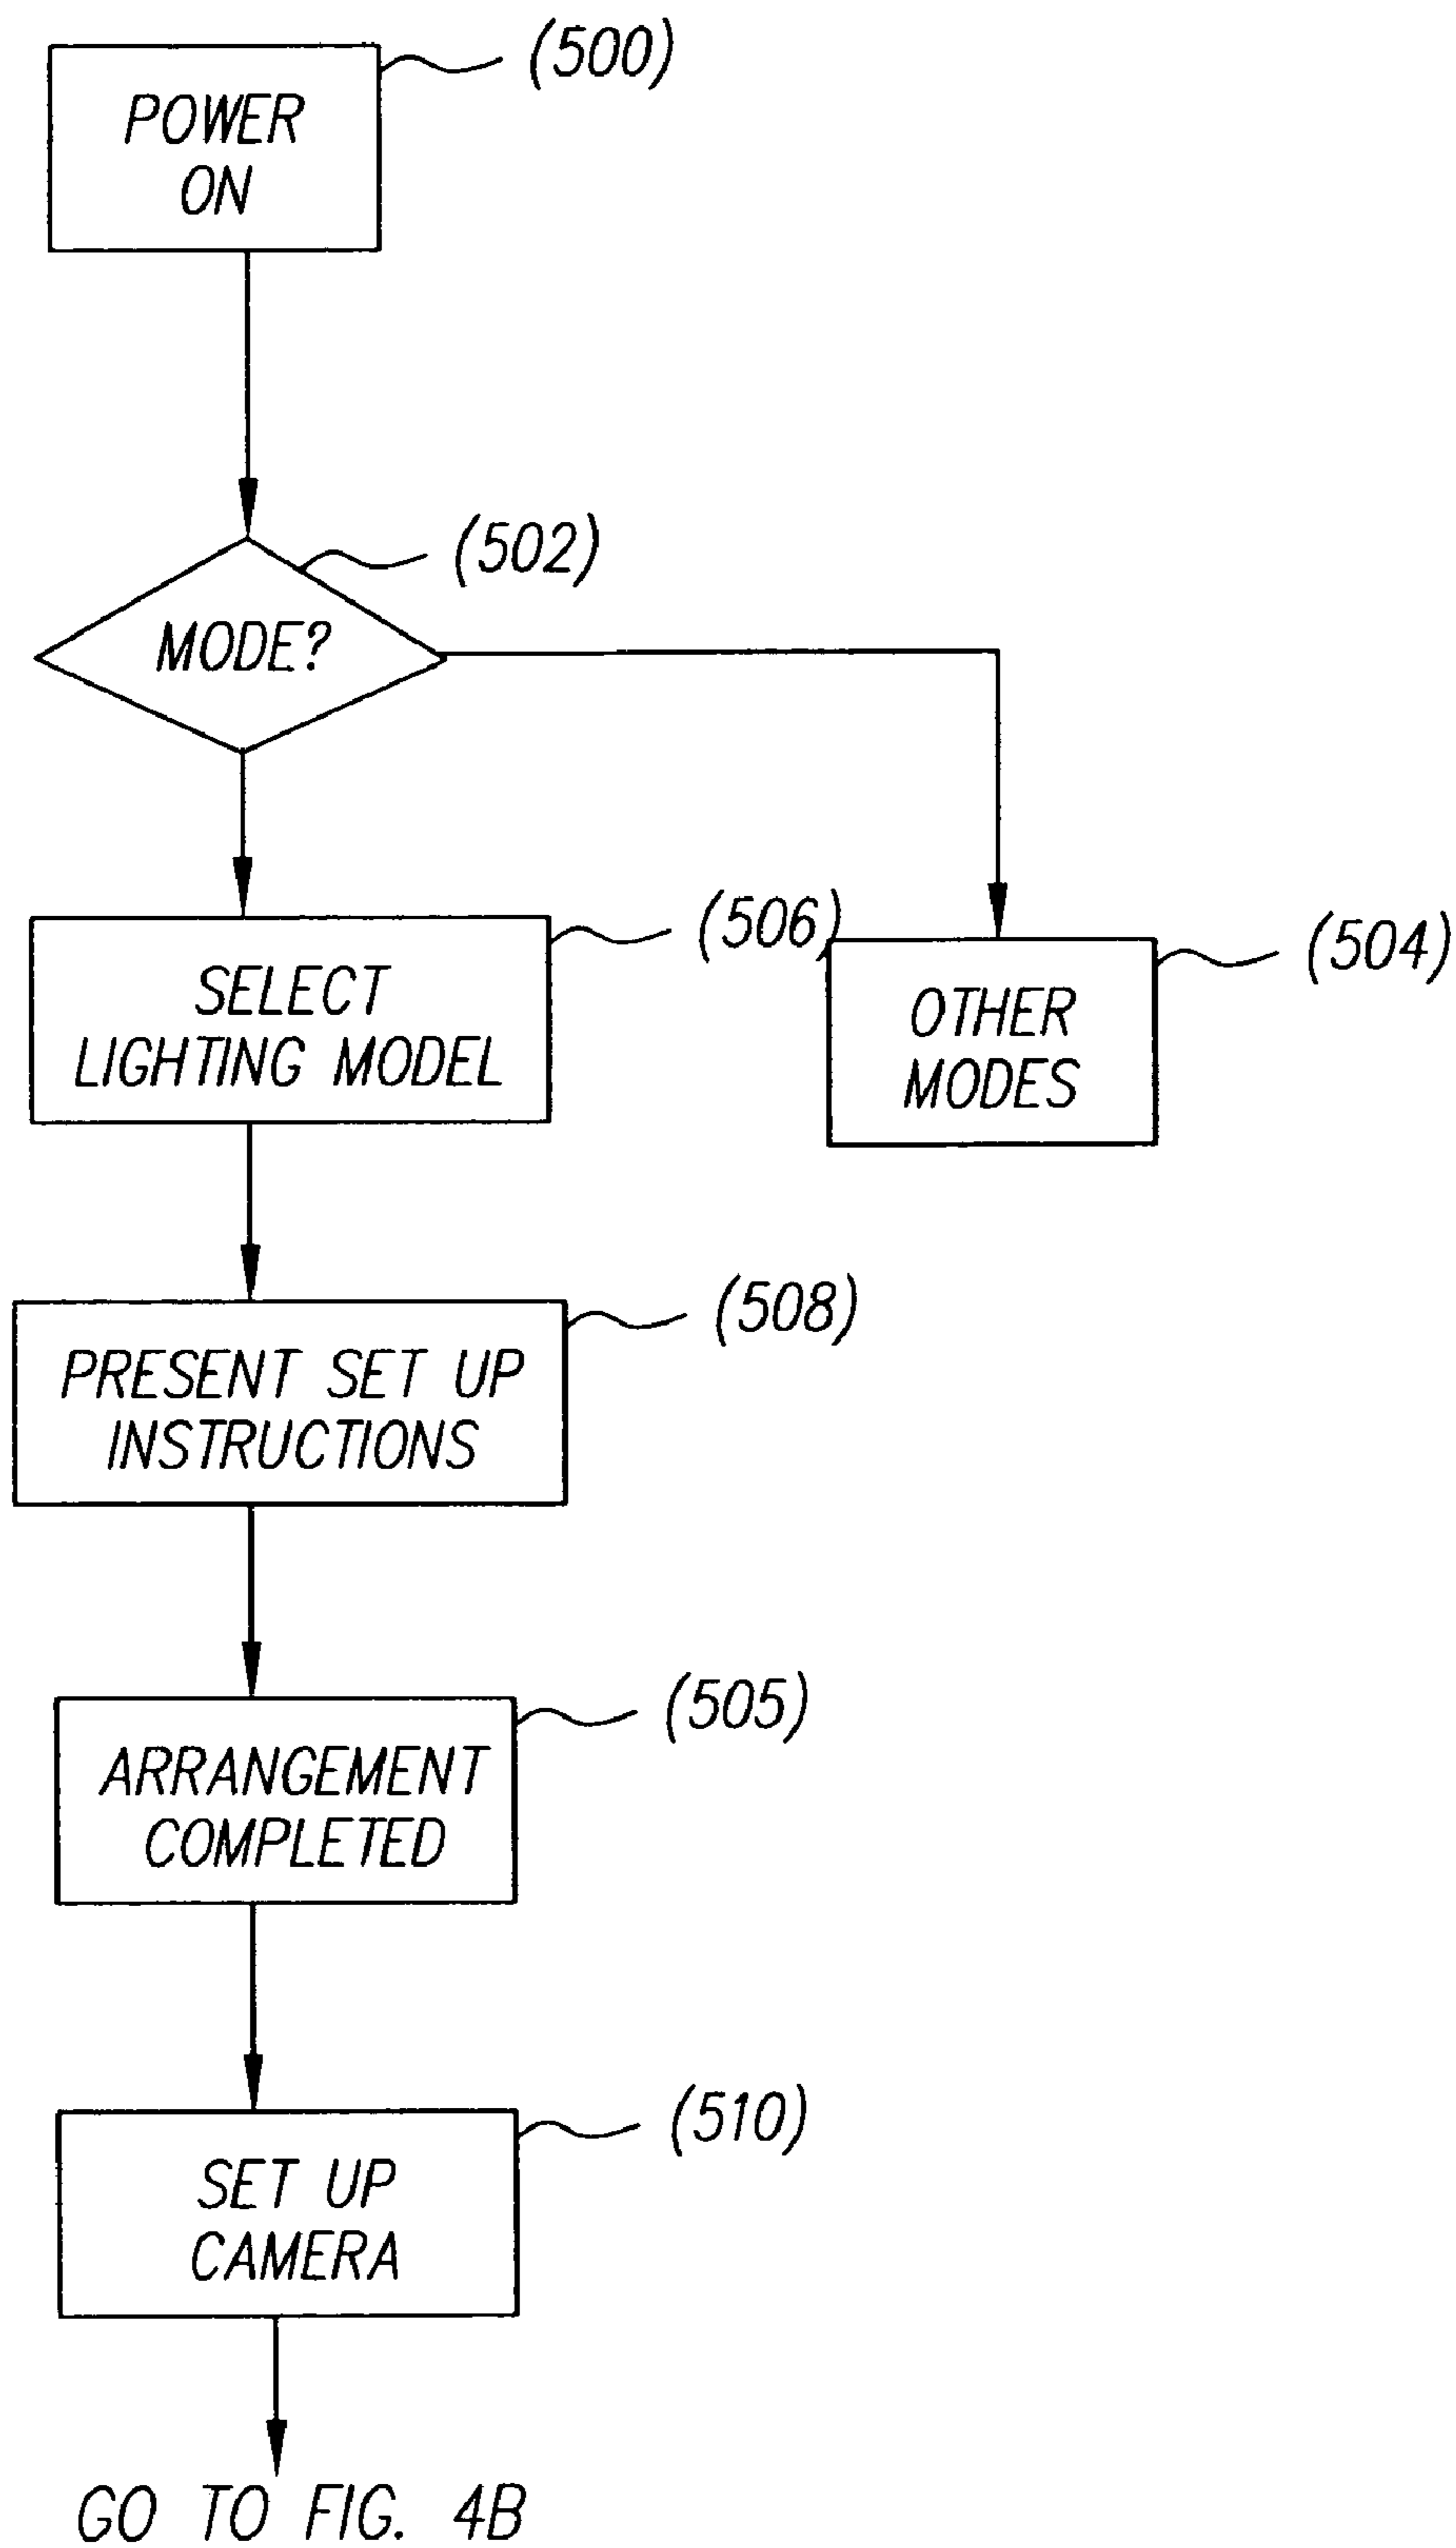 (500)
POWER
ON
(502)
MODE?
(506)
SELECT
LIGHTING MODEL
(504)
OTHER
MODES
(508)
PRESENT SET UP
INSTRUCTIONS
(505)
ARRANGEMENT
COMPLETED
(510)
SET UP
CAMERA
GO TO FIG. 4B